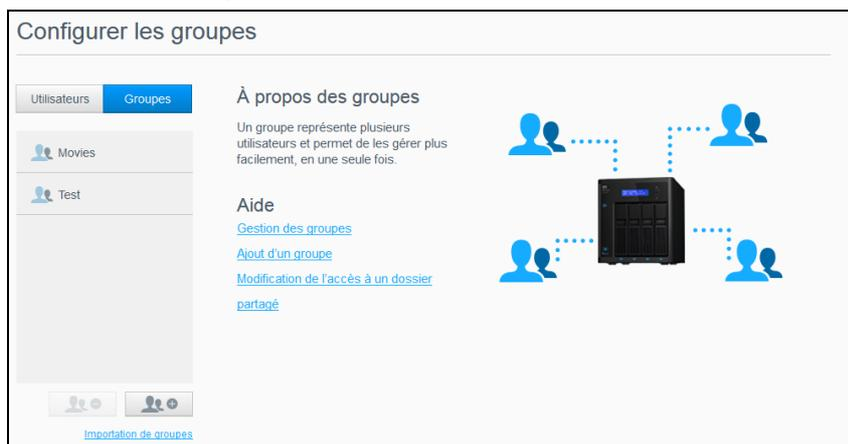 Configurer les groupes
Utilisateurs
Groupes
Movies
Test
À propos des groupes
Un groupe représente plusieurs
utilisateurs et permet de les gérer plus
facilement, en une seule fois.
Aide
Gestion des groupes
Ajout d'un groupe
Modification de l'accès à un dossier
partagé
Importation de groupes